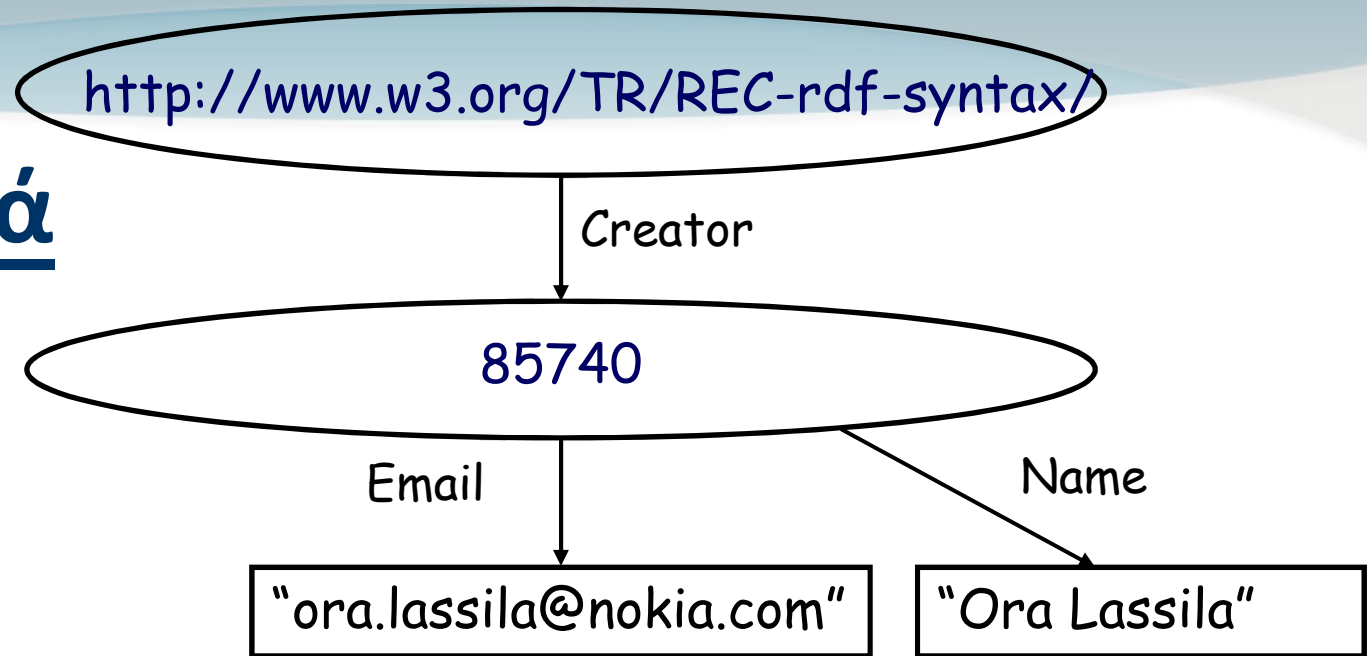 http://www.w3.org/TR/REC-rdf-syntax/
Creator
85740
Email
Name
“ora.lassila@nokia.com”
“Ora Lassila”